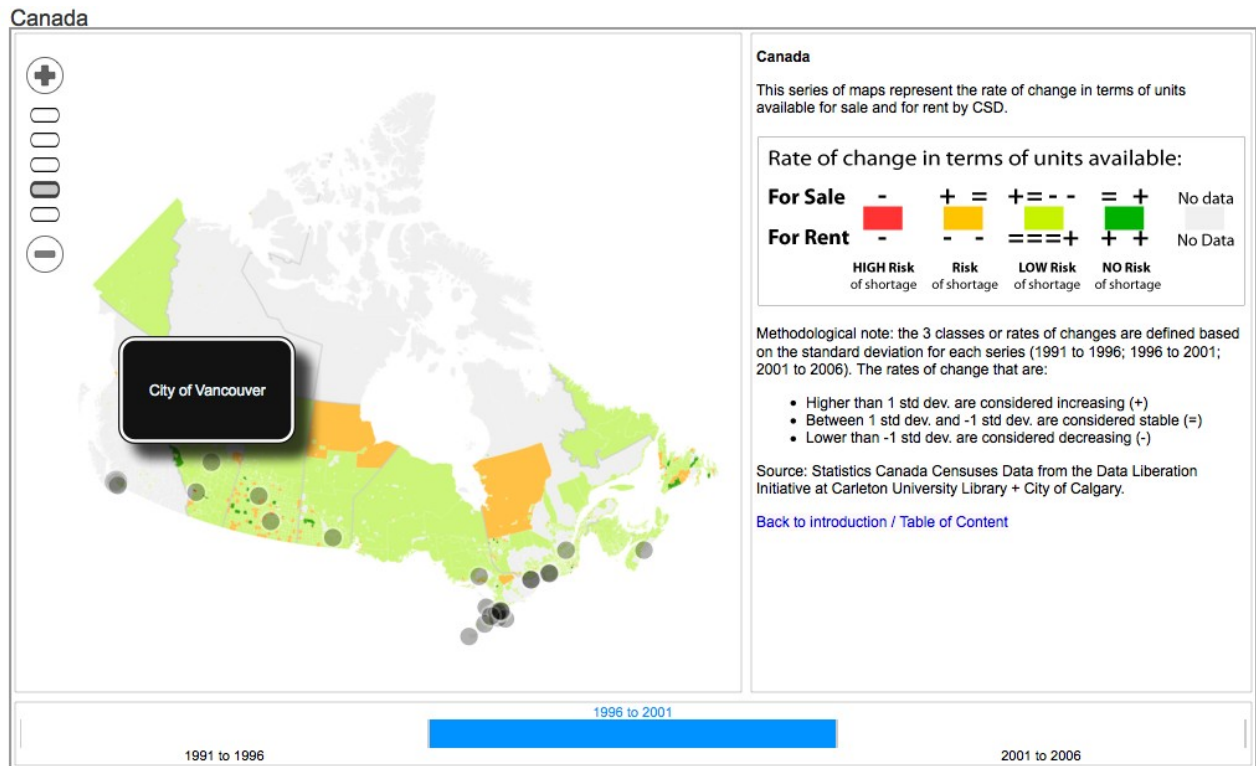 Canada
City of Vancouver
Canada
This series of maps represent the rate of change in terms of units
available for sale and for rent by CSD.
Rate of change in terms of units available:
For Sale - + = +=-- = + No data
For Rent - - - ===+ + + No Data
HIGH Risk Risk LOW Risk NO Risk
of shortage of shortage of shortage of shortage
Methodological note: the 3 classes or rates of changes are defined based
on the standard deviation for each series (1991 to 1996; 1996 to 2001;
2001 to 2006). The rates of change that are:
• Higher than 1 std dev. are considered increasing (+)
• Between 1 std dev. and -1 std dev. are considered stable (=)
• Lower than -1 std dev. are considered decreasing (-)
Source: Statistics Canada Censuses Data from the Data Liberation
Initiative at Carleton University Library + City of Calgary.
Back to introduction / Table of Content
1996 to 2001
1991 to 1996 2001 to 2006